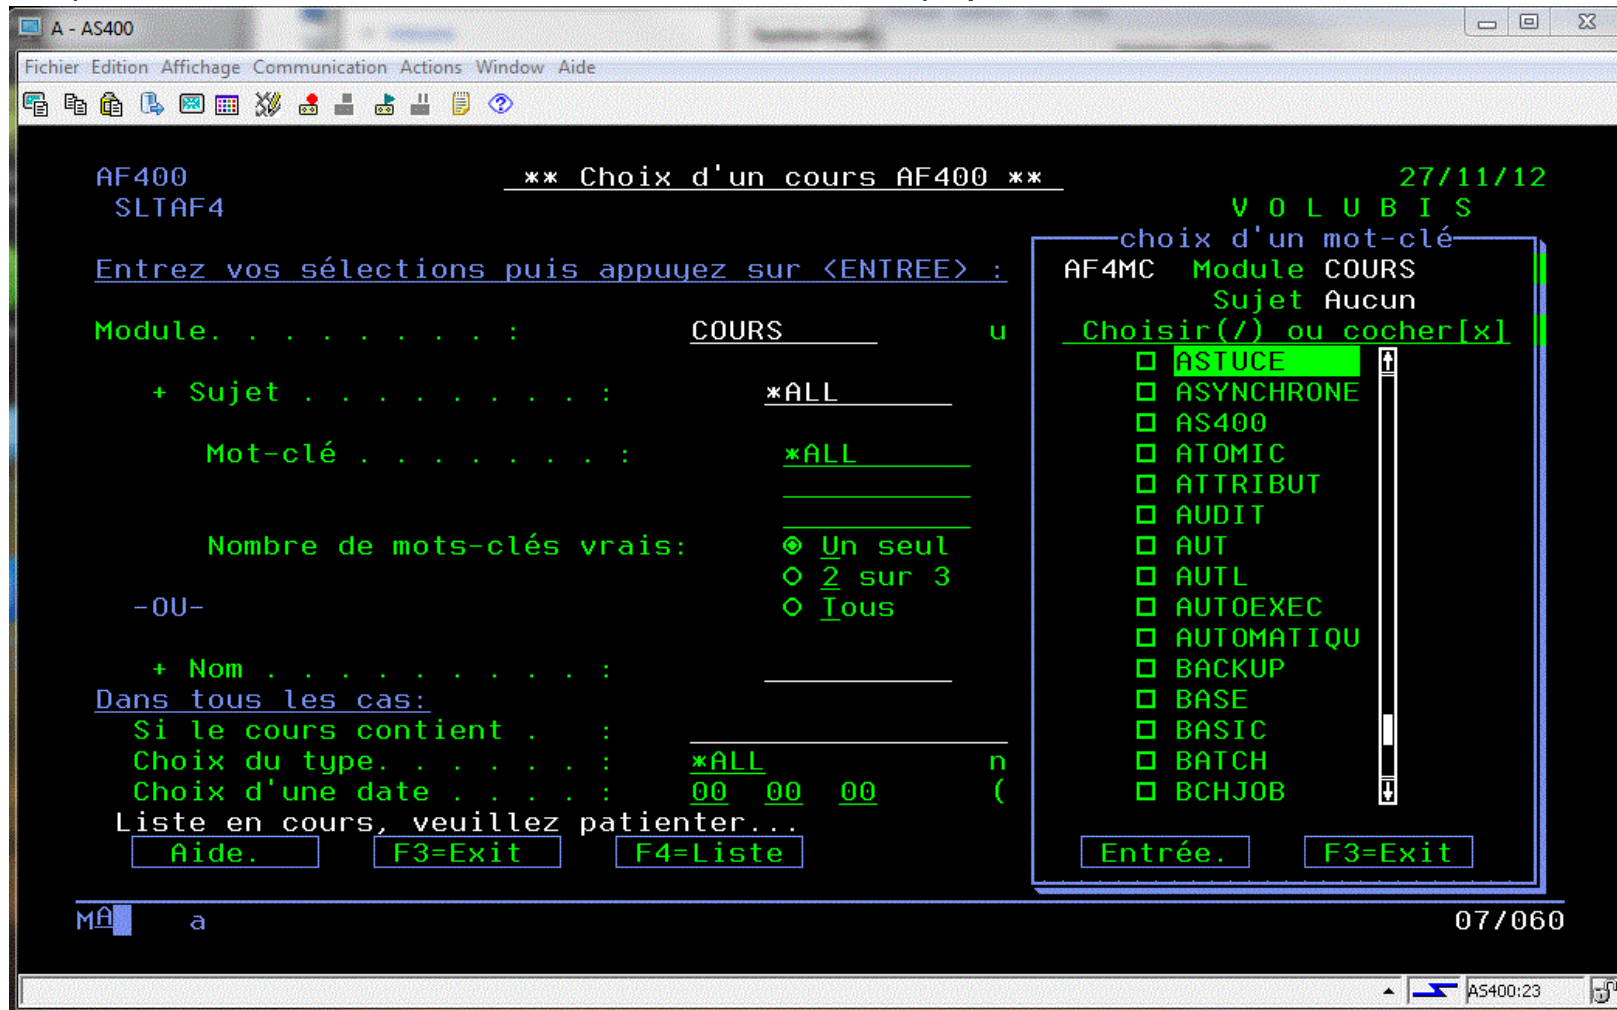 A - AS400
Fichier Edition Affichage Communication Actions Window Aide
AF400 ** Choix d'un cours AF400 ** 27/11/12
SLTAF4 V O L U B I S
choix d'un mot-clé
Entrez vos sélections puis appuyez sur <ENTREE> : AF4MC Module COURS
Sujet Aucun
Module. . . . . . . . : COURS u Choisir(/) ou cocher[x]
ASTUCE
+ Sujet . . . . . . . . : *ALL ASYNCHRONE
AS400
Mot-clé . . . . . . . : *ALL ATOMIC
ATTRIBUT
AUDIT
Nombre de mots-clés vrais: Un seul AUT
2 sur 3 AUTL
-OU- Tous AUTOEXEC
AUTOMATIQU
+ Nom . . . . . . . . . : BACKUP
Dans tous les cas: BASE
Si le cours contient . : BASIC
Choix du type. . . . . . : *ALL n BATCH
Choix d'une date . . . . : 00 00 00 ( BCHJOB
Liste en cours, veuillez patienter...
Aide. F3=Exit F4=Liste Entrée. F3=Exit
MA a 07/060
AS400:23